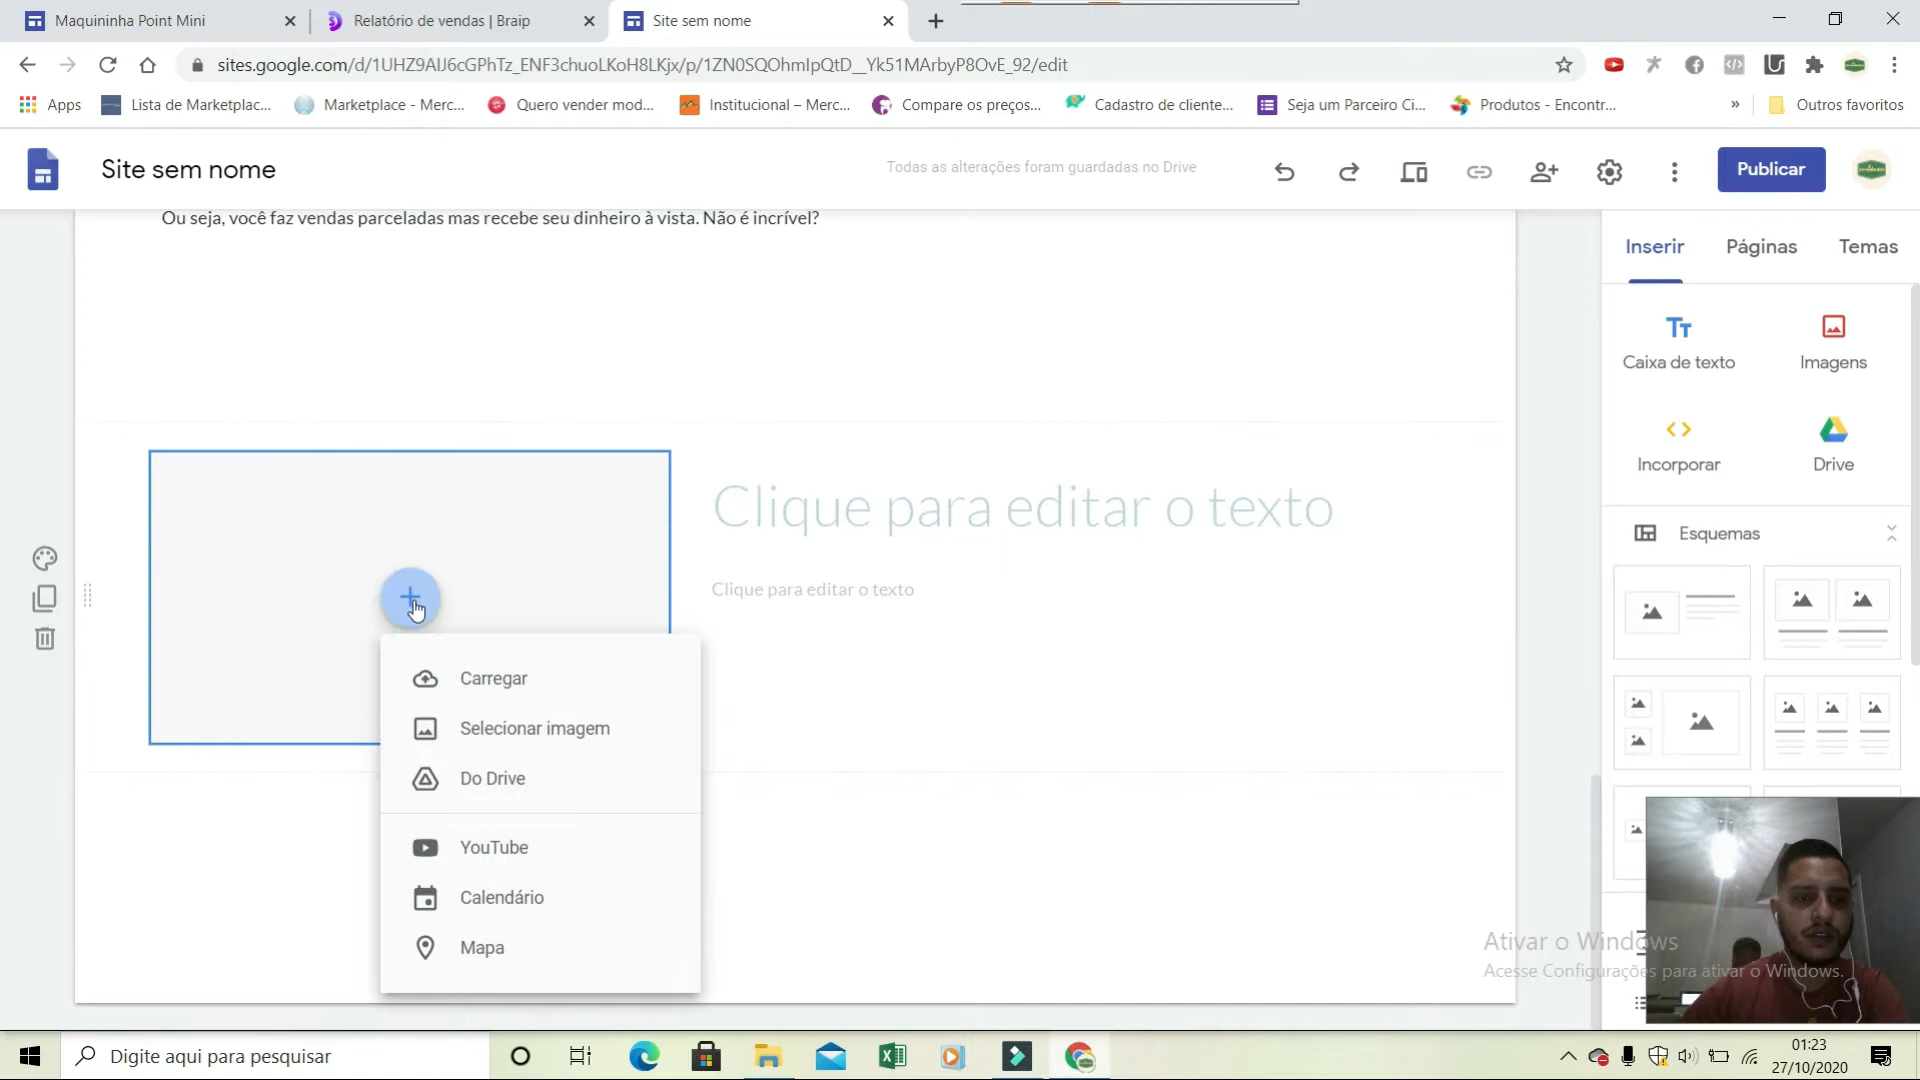 Maquininha Point Mini
Relatório de vendas | Braip
Site sem nome
sites.google.com/d/1UHZ9AIJ6cGPhTz_ENF3chuoLKoH8LKjx/p/1ZN0SQOhmIpQtD__Yk51MArbyP8OvE_92/edit
Apps
Lista de Marketplac...
Marketplace - Merc...
Quero vender mod...
Institucional – Merc...
Compare os preços...
Cadastro de cliente...
Seja um Parceiro Ci...
Produtos - Encontr...
»
Outros favoritos
Site sem nome
Todas as alterações foram guardadas no Drive
Publicar
Ou seja, você faz vendas parceladas mas recebe seu dinheiro à vista. Não é incrível?
Inserir
Páginas
Temas
Caixa de texto
Imagens
Incorporar
Drive
Esquemas
Clique para editar o texto
Clique para editar o texto
Carregar
Selecionar imagem
Do Drive
YouTube
Calendário
Mapa
Ativar o Windows
Acesse Configurações para ativar o Windows.
Digite aqui para pesquisar
01:23
27/10/2020